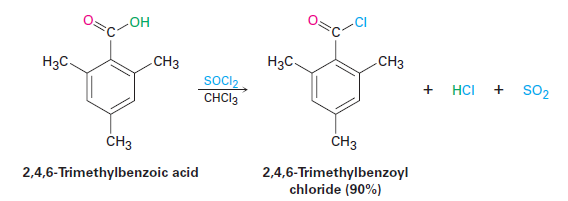 O OH O Cl
C C
H3C CH3 H3C CH3
SOCl2
CHCl3
+ HCl + SO2
CH3 CH3
2,4,6-Trimethylbenzoic acid 2,4,6-Trimethylbenzoyl
chloride (90%)